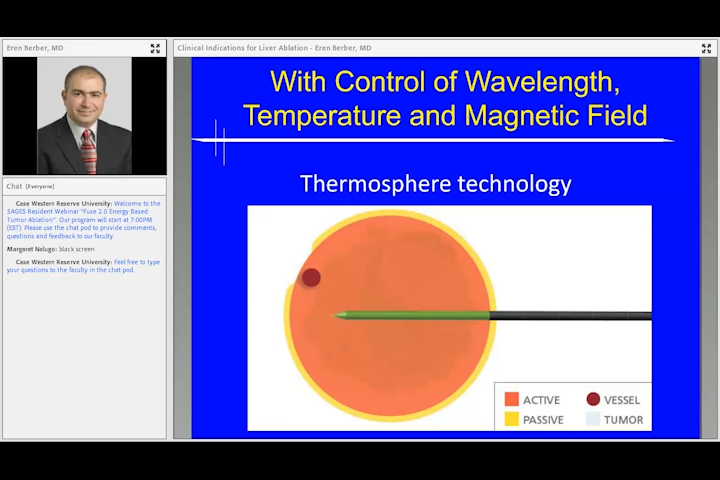 Eren Berber, MD
Clinical Indications for Liver Ablation - Eren Berber, MD
Chat (Everyone)
Case Western Reserve University: Welcome to the
SAGES Resident Webinar "Fuse 2.0 Energy Based
Tumor Ablation". Our program will start at 7:00PM
(EST). Please use the chat pod to provide comments,
questions and feedback to our faculty.
Margaret Nalugo: black screen
Case Western Reserve University: Feel free to type
your questions to the faculty in the chat pod.
With Control of Wavelength,
Temperature and Magnetic Field
Thermosphere technology
ACTIVE
VESSEL
PASSIVE
TUMOR